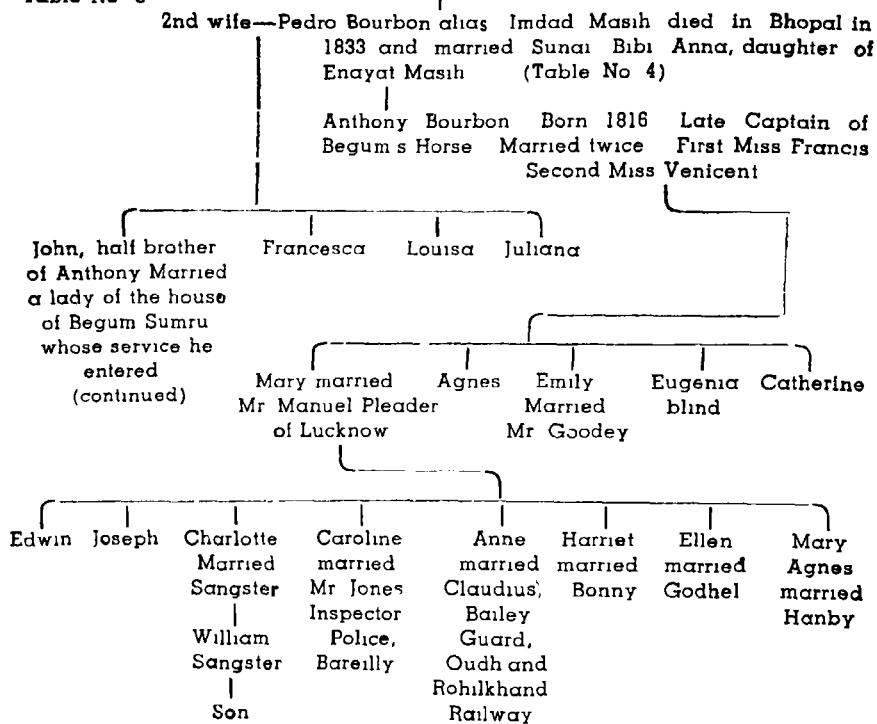 2nd wife—Pedro Bourbon alias Imdad Masih died in Bhopal in
1833 and married Sunai Bibi Anna, daughter of
Enayat Masih (Table No 4)
Anthony Bourbon Born 1816 Late Captain of
Begum s Horse Married twice First Miss Francis
Second Miss Venicent
John, half brother
of Anthony Married
a lady of the house
of Begum Sumru
whose service he
entered
(continued)
Francesca
Louisa
Juliana
Mary married
Mr Manuel Pleader
of Lucknow
Agnes
Emily
Married
Mr Goodey
Eugenia
blind
Catherine
Edwin
Joseph
Charlotte
Married
Sangster
William
Sangster
Son
Caroline
married
Mr Jones
Inspector
Police,
Bareilly
Anne
married
Claudius,
Bailey
Guard,
Oudh and
Rohilkhand
Railway
Harriet
married
Bonny
Ellen
married
Godhel
Mary
Agnes
married
Hanby